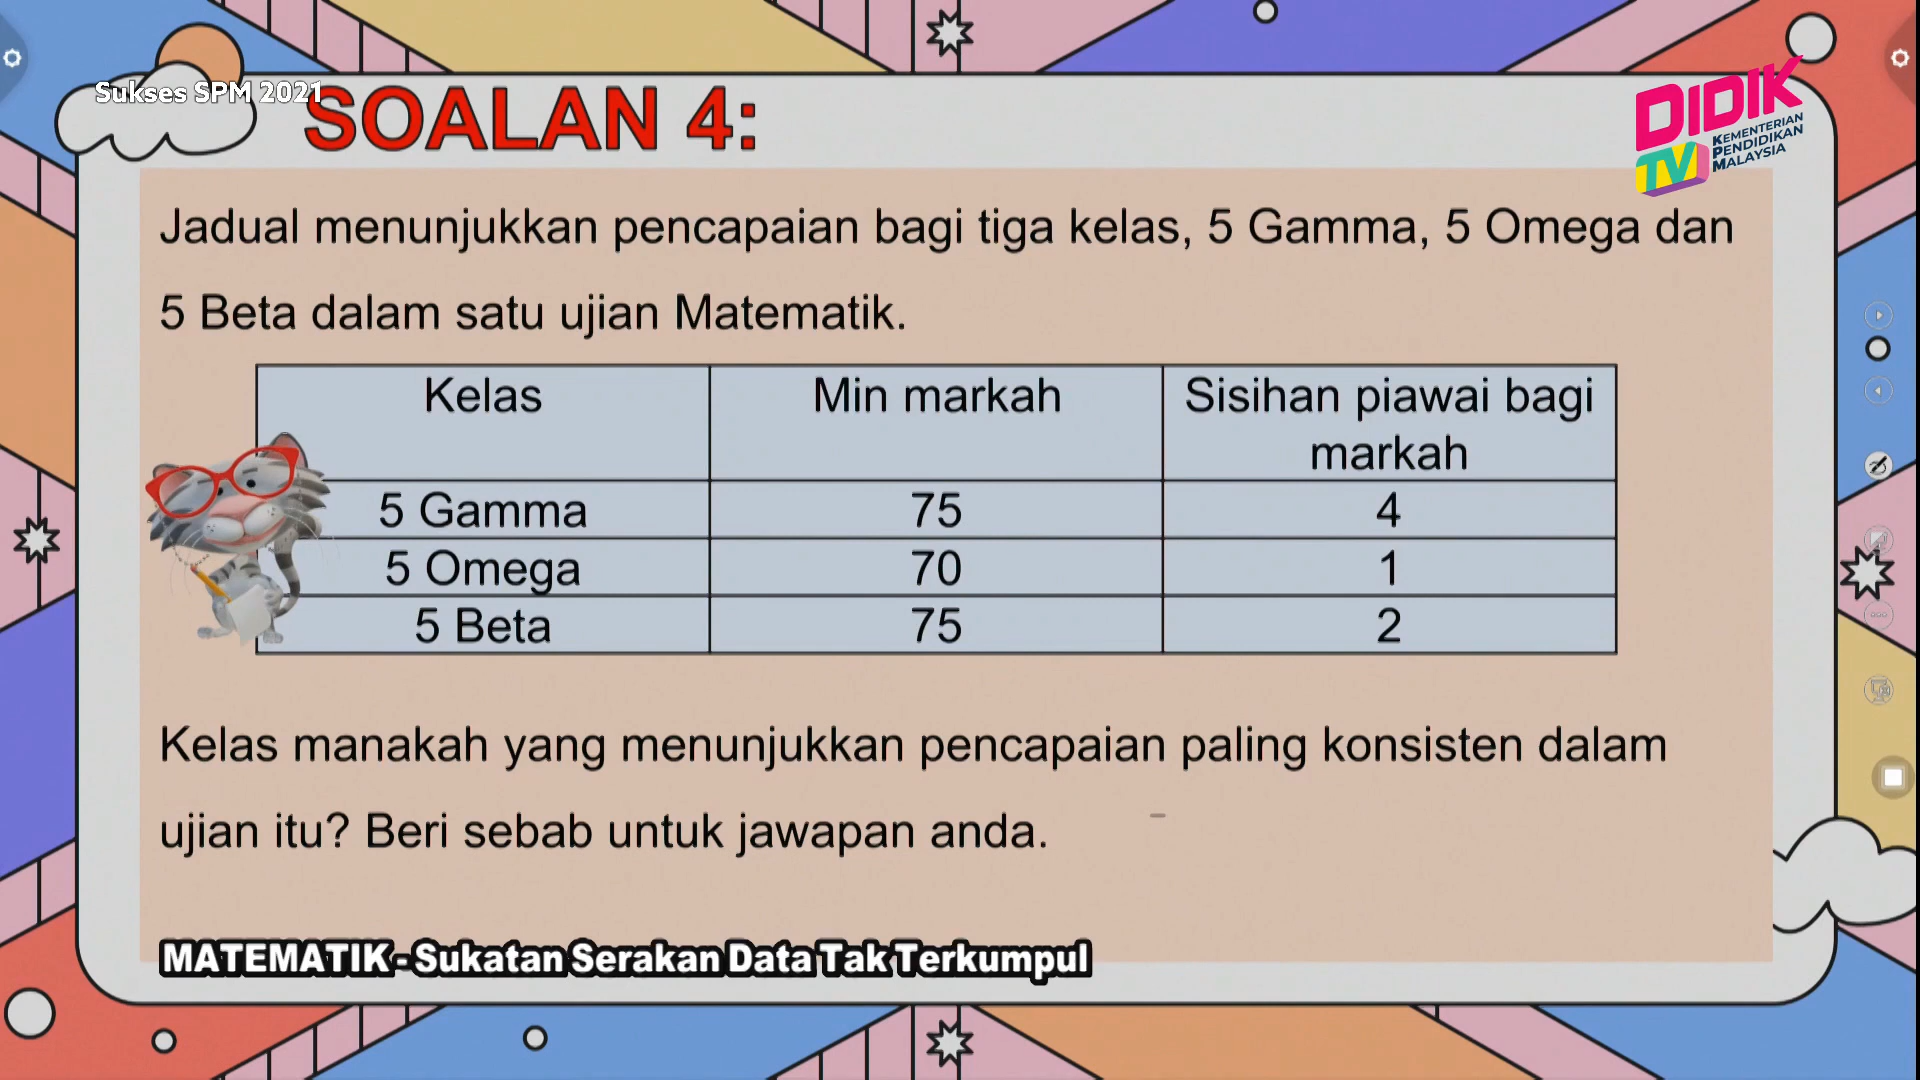 Sukses SPM 2021
SOALAN 4:
DIDIK
TV
KEMENTERIAN
PENDIDIKAN
MALAYSIA
Jadual menunjukkan pencapaian bagi tiga kelas, 5 Gamma, 5 Omega dan
5 Beta dalam satu ujian Matematik.
Kelas Min markah Sisihan piawai bagi
markah
5 Gamma 75 4
5 Omega 70 1
5 Beta 75 2
Kelas manakah yang menunjukkan pencapaian paling konsisten dalam
ujian itu? Beri sebab untuk jawapan anda.
MATEMATIK - Sukatan Serakan Data Tak Terkumpul